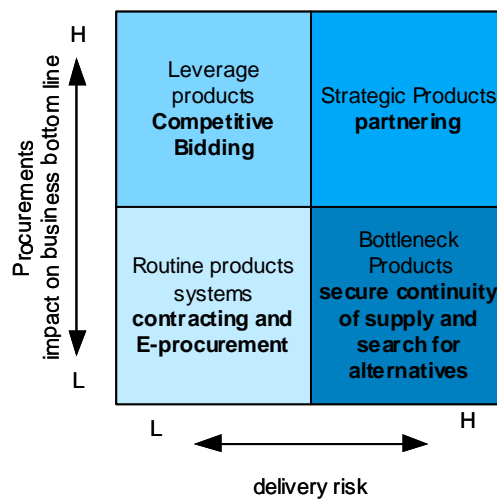 H
Procurements
impact on business bottom line
L
Leverage
products
Competitive
Bidding
Strategic Products
partnering
Routine products
systems
contracting and
E-procurement
Bottleneck
Products
secure continuity
of supply and
search for
alternatives
L
H
delivery risk